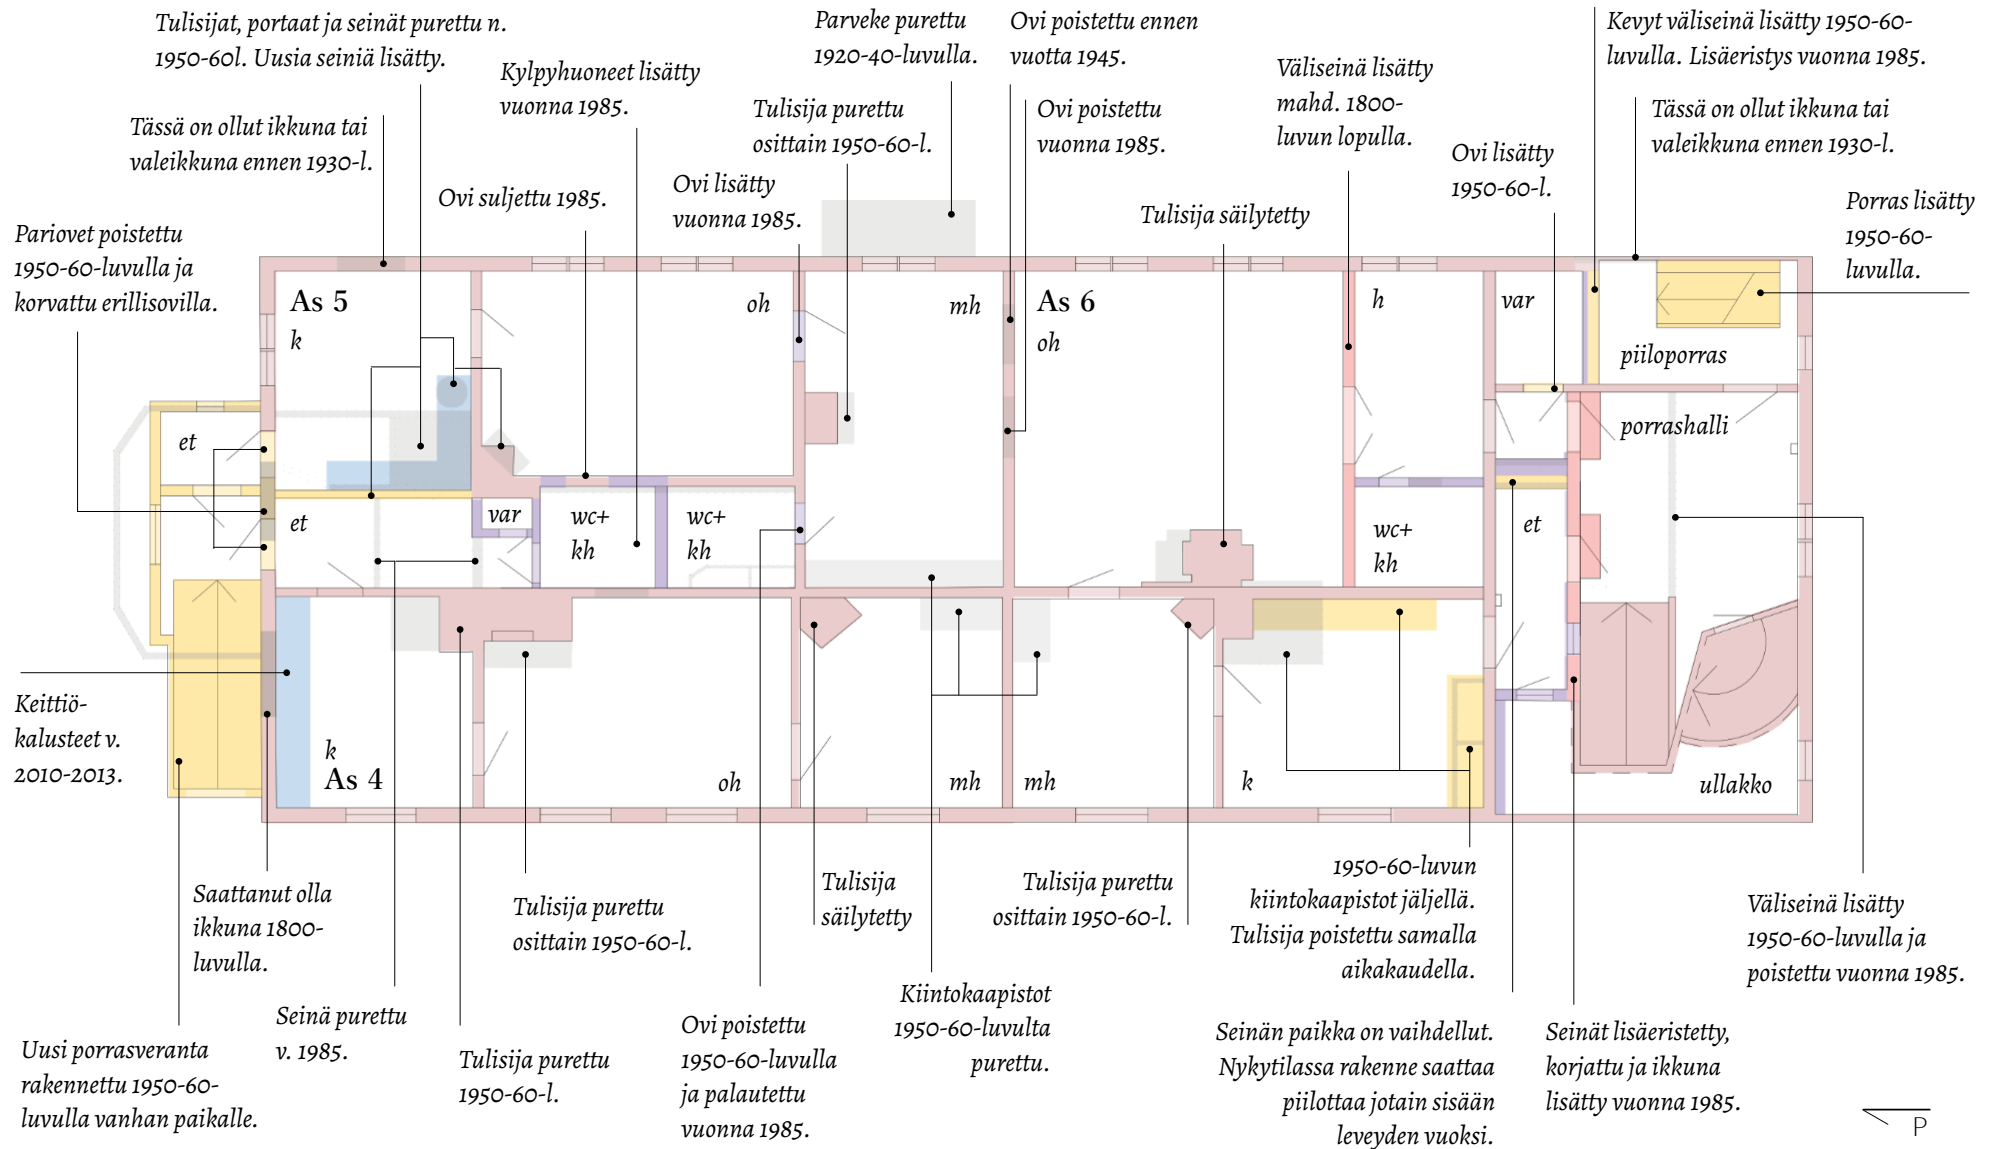 Tulisijat, portaat ja seinät purettu n.
1950-60l. Uusia seiniä lisätty.
Parveke purettu
1920-40-luvulla.
Ovi poistettu ennen
vuotta 1945.
Kevyt väliseinä lisätty 1950-60-
luvulla. Lisäeristys vuonna 1985.
Kylpyhuoneet lisätty
vuonna 1985.
Väliseinä lisätty
mahd. 1800-
luvun lopulla.
Tulisija purettu
osittain 1950-60-l.
Ovi poistettu
vuonna 1985.
Tässä on ollut ikkuna tai
valeikkuna ennen 1930-l.
Tässä on ollut ikkuna tai
valeikkuna ennen 1930-l.
Ovi lisätty
1950-60-l.
Ovi suljettu 1985.
Ovi lisätty
vuonna 1985.
Tulisija säilytetty
Porras lisätty
1950-60-
luvulla.
Pariovet poistettu
1950-60-luvulla ja
korvattu erillisovilla.
As 5
k
oh
mh
As 6
oh
h
var
piiloporras
porrashalli
et
et
var
wc+
kh
wc+
kh
wc+
kh
et
k
As 4
oh
mh
mh
k
ullakko
Keittiö-
kalusteet v.
2010-2013.
Saattanut olla
ikkuna 1800-
luvulla.
Tulisija purettu
osittain 1950-60-l.
Tulisija
säilytetty
Tulisija purettu
osittain 1950-60-l.
1950-60-luvun
kiintokaapistot jäljellä.
Tulisija poistettu samalla
aikakaudella.
Väliseinä lisätty
1950-60-luvulla ja
poistettu vuonna 1985.
Uusi porrasveranta
rakennettu 1950-60-
luvulla vanhan paikalle.
Seinä purettu
v. 1985.
Tulisija purettu
1950-60-l.
Ovi poistettu
1950-60-luvulla
ja palautettu
vuonna 1985.
Kiintokaapistot
1950-60-luvulta
purettu.
Seinän paikka on vaihdellut.
Nykytilassa rakenne saattaa
piilottaa jotain sisään
leveyden vuoksi.
Seinät lisäeristetty,
korjattu ja ikkuna
lisätty vuonna 1985.
P